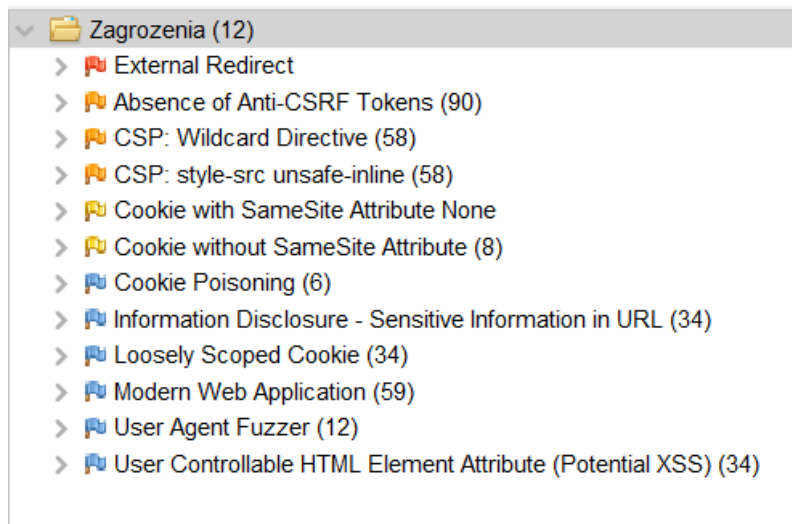 Zagrozenia (12)
External Redirect
Absence of Anti-CSRF Tokens (90)
CSP: Wildcard Directive (58)
CSP: style-src unsafe-inline (58)
Cookie with SameSite Attribute None
Cookie without SameSite Attribute (8)
Cookie Poisoning (6)
Information Disclosure - Sensitive Information in URL (34)
Loosely Scoped Cookie (34)
Modern Web Application (59)
User Agent Fuzzer (12)
User Controllable HTML Element Attribute (Potential XSS) (34)